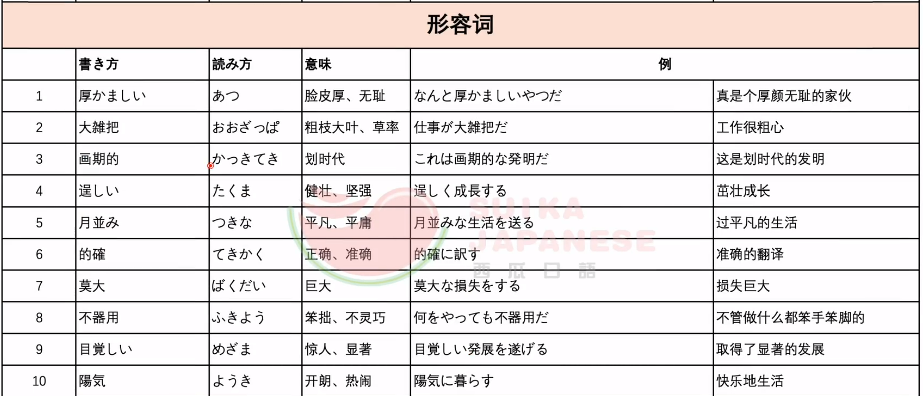 形容词
書き方 読み方 意味 例
1 厚かましい あつ 脸皮厚、无耻 なんと厚かましいやつだ 真是个厚颜无耻的家伙
2 大雑把 おおざっぱ 粗枝大叶、草率 仕事が大雑把だ 工作很粗心
3 画期的 かっきてき 划时代 これは画期的な発明だ 这是划时代的发明
4 逞しい たくま 健壮、坚强 逞しく成長する 茁壮成长
5 月並み つきな 平凡、平庸 月並みな生活を送る 过平凡的生活
6 的確 てきかく 正确、准确 的確に訳す 准确的翻译
7 莫大 ばくだい 巨大 莫大な損失をする 损失巨大
8 不器用 ぶきよう 笨拙、不灵巧 何をやっても不器用だ 不管做什么都笨手笨脚的
9 目覚しい めざま 惊人、显著 目覚しい発展を遂げる 取得了显著的发展
10 陽気 ようき 开朗、热闹 陽気に暮らす 快乐地生活
SUIKA
JAPANESE
西瓜日語